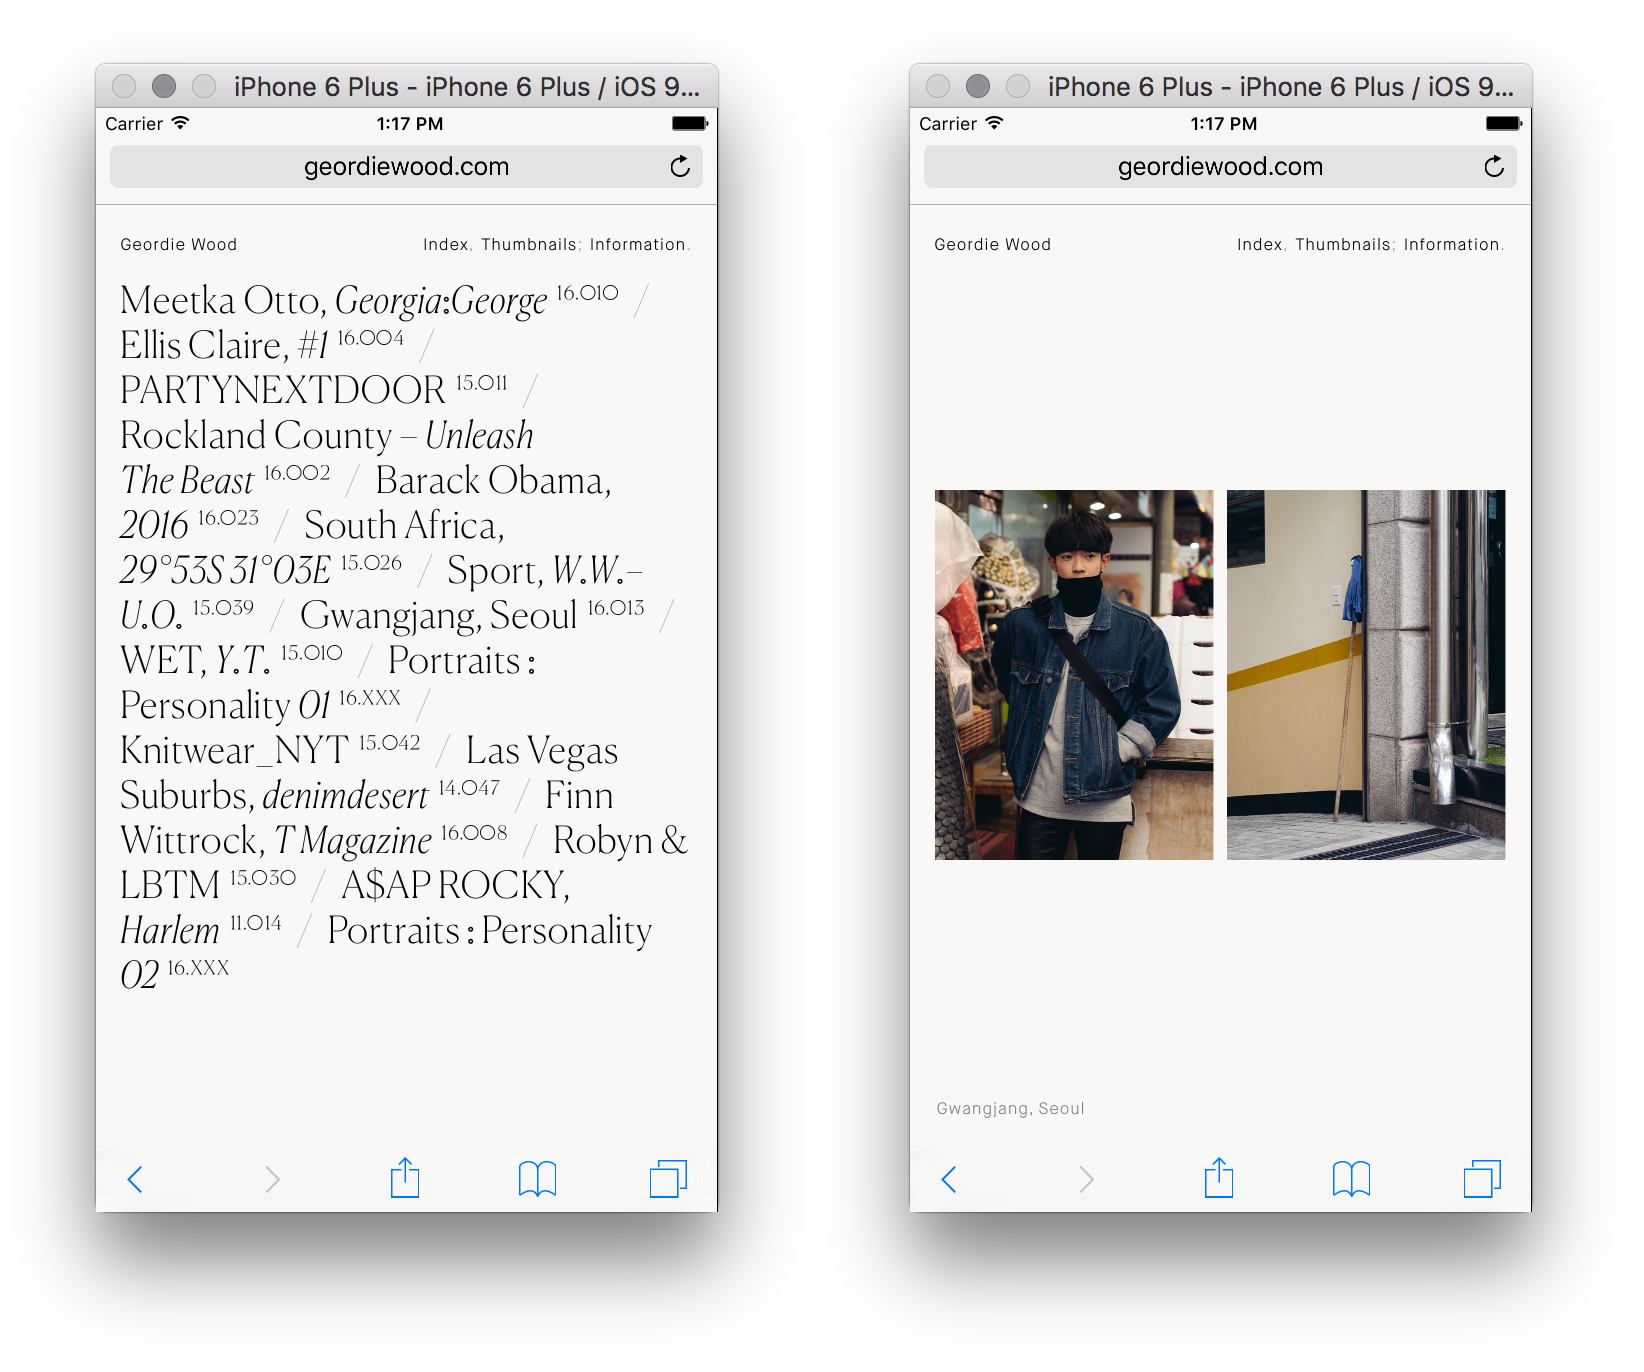 iPhone 6 Plus - iPhone 6 Plus / iOS 9...
Carrier 1:17 PM
geordiewood.com
Geordie Wood Index, Thumbnails; Information.
Meetka Otto, Georgia:George 16.010 /
Ellis Claire, #1 16.004 /
PARTYNEXTDOOR 15.011 /
Rockland County – Unleash
The Beast 16.002 / Barack Obama,
2016 16.023 / South Africa,
29°53S 31°03E 15.026 / Sport, W.W.–
U.O. 15.039 / Gwangjang, Seoul 16.013 /
WET, Y.T. 15.010 / Portraits :
Personality 01 16.XXX /
Knitwear_NYT 15.042 / Las Vegas
Suburbs, denimdesert 14.047 / Finn
Wittrock, T Magazine 16.008 / Robyn &
LBTM 15.030 / A$AP ROCKY,
Harlem 11.014 / Portraits : Personality
02 16.XXX
iPhone 6 Plus - iPhone 6 Plus / iOS 9...
Carrier 1:17 PM
geordiewood.com
Geordie Wood Index, Thumbnails; Information.
Gwangjang, Seoul